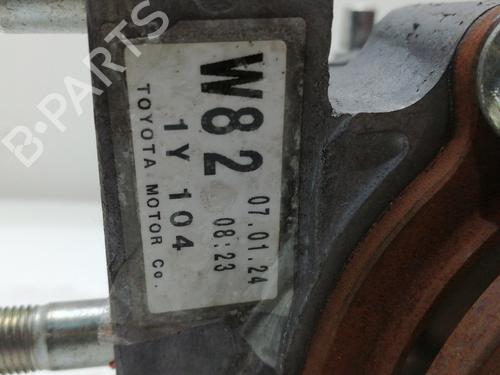 B-PARTS
W82
1Y 104
TOYOTA MOTOR Co.
07.01.24
08:23